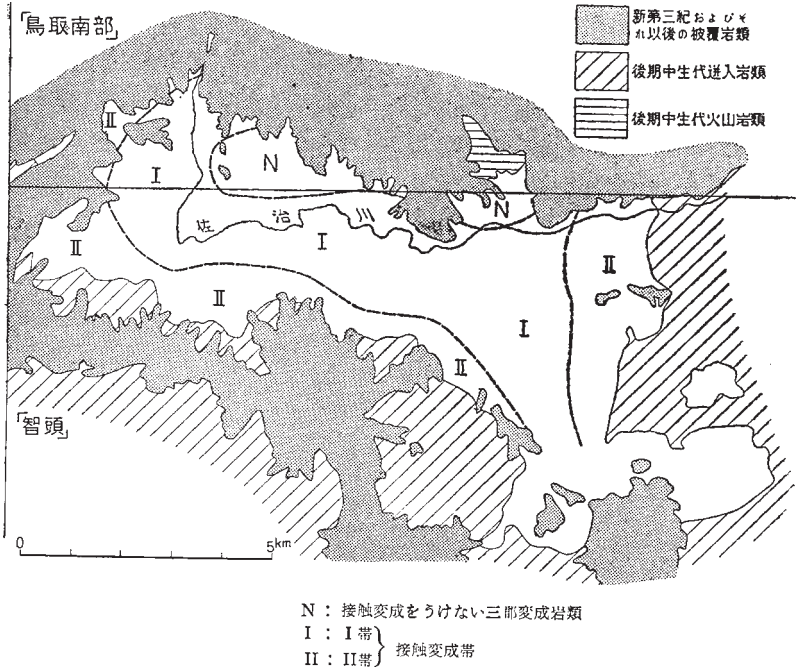 「鳥取南部」
新第三紀およびそ
れ以後の被覆岩類
後期中生代迸入岩類
後期中生代火山岩類
II
N
I
N
佐治川
I
II
II
II
I
II
「智頭」
0 5km
N : 接触変成をうけない三郡変成岩類
I : I帯
II : II帯
接触変成帯